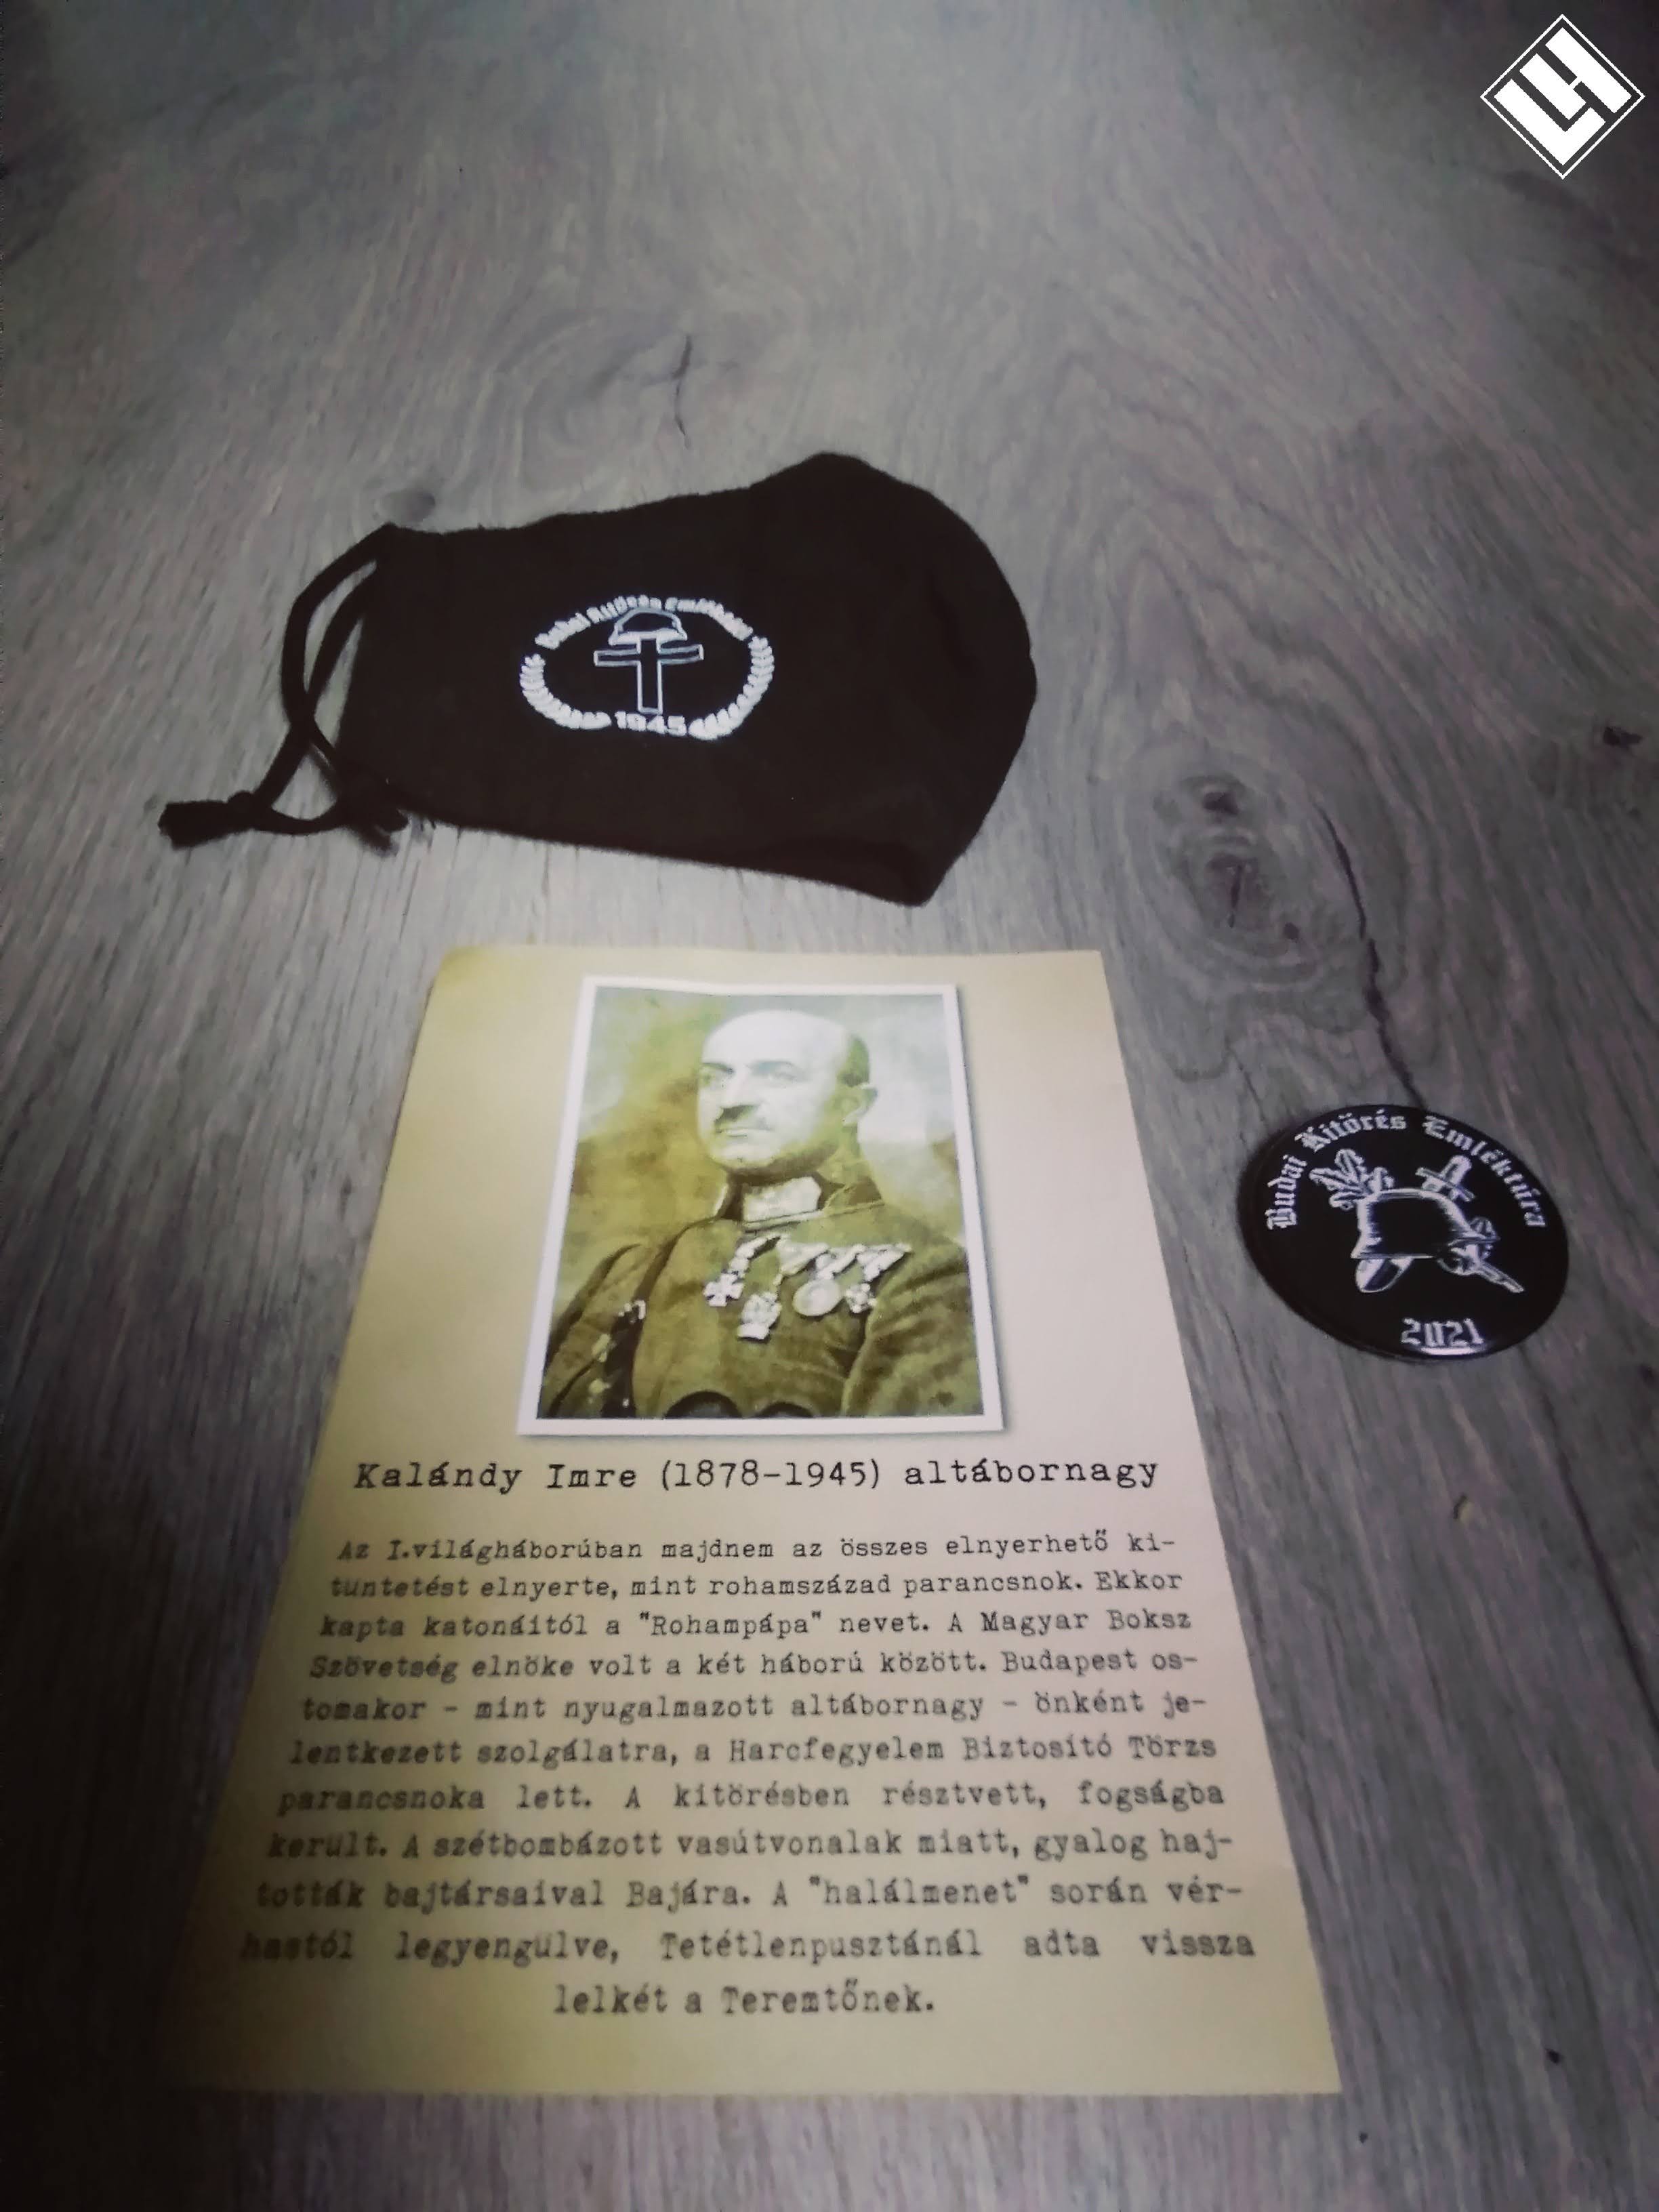 LH
Budai Kitörés Emléktúra
1945
Kalándy Imre (1878-1945) altábornagy
Az I.világháborúban majdnem az összes elnyerhető ki-
tüntetést elnyerte, mint rohamszázad parancsnok. Ekkor
kapta katonáitól a "Rohampápa" nevet. A Magyar Boksz
Szövetség elnöke volt a két háború között. Budapest os-
tomakor - mint nyugalmazott altábornagy - önként je-
lentkezett szolgálatra, a Harcfegyelem Biztosító Törzs
parancsnoka lett. A kitörésben résztvett, fogságba
került. A szétbombázott vasútvonalak miatt, gyalog haj-
tották bajtársaival Bajára. A "halálmenet" során vér-
hastól legyengülve, Tetétlenpusztánál adta vissza
lelkét a Teremtőnek.
Budai Kitörés Emléktúra
2021